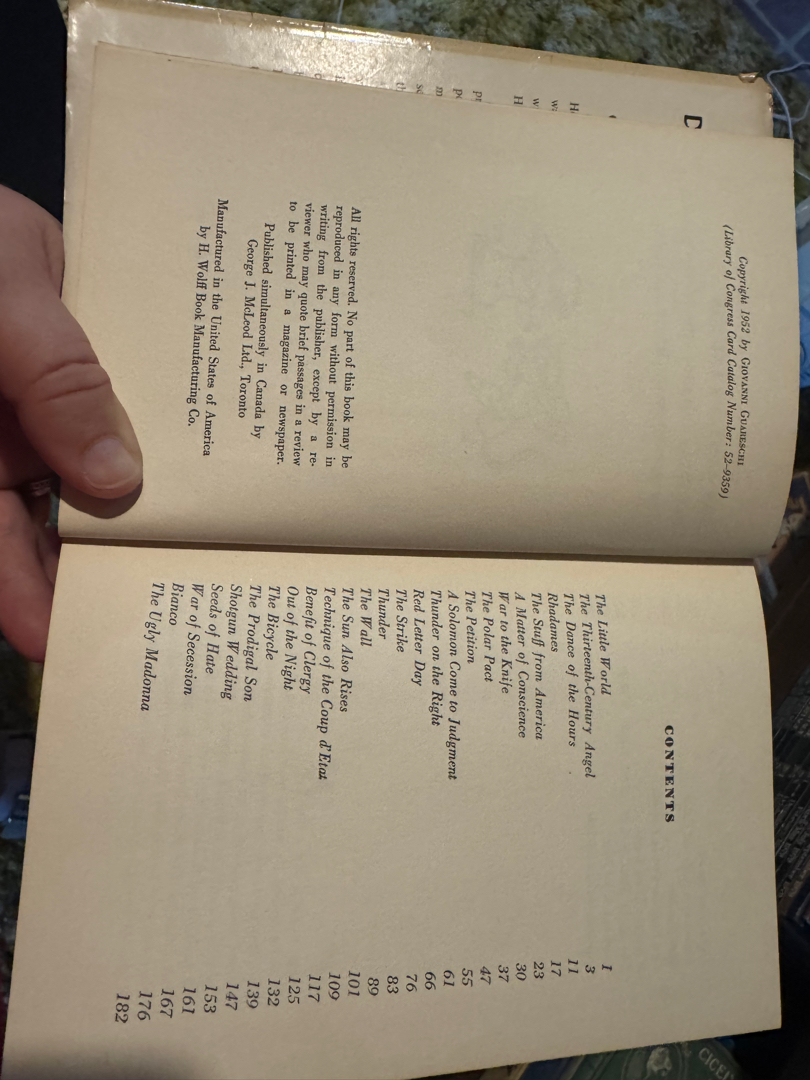 Copyright 1952 by GIOVANNI GUARESCHI
(Library of Congress Card Catalog Number: 52-9359)
All rights reserved. No part of this book may be
reproduced in any form without permission in
writing from the publisher, except by a re-
viewer who may quote brief passages in a review
to be printed in a magazine or newspaper.
Published simultaneously in Canada by
George J. McLeod Ltd., Toronto
Manufactured in the United States of America
by H. Wolff Book Manufacturing Co.
CONTENTS
The Little World 1
The Thirteenth-Century Angel 3
The Dance of the Hours 11
Rhadames 17
The Stuff from America 23
A Matter of Conscience 30
War to the Knife 37
The Polar Pact 47
The Petition 55
A Solomon Come to Judgment 61
Thunder on the Right 66
Red Letter Day 76
The Strike 83
Thunder 89
The Wall 101
The Sun Also Rises 109
Technique of the Coup d'Etat 117
Benefit of Clergy 125
Out of the Night 132
The Bicycle 139
The Prodigal Son 147
Shotgun Wedding 153
Seeds of Hate 161
War of Secession 167
Bianco 176
The Ugly Madonna 182